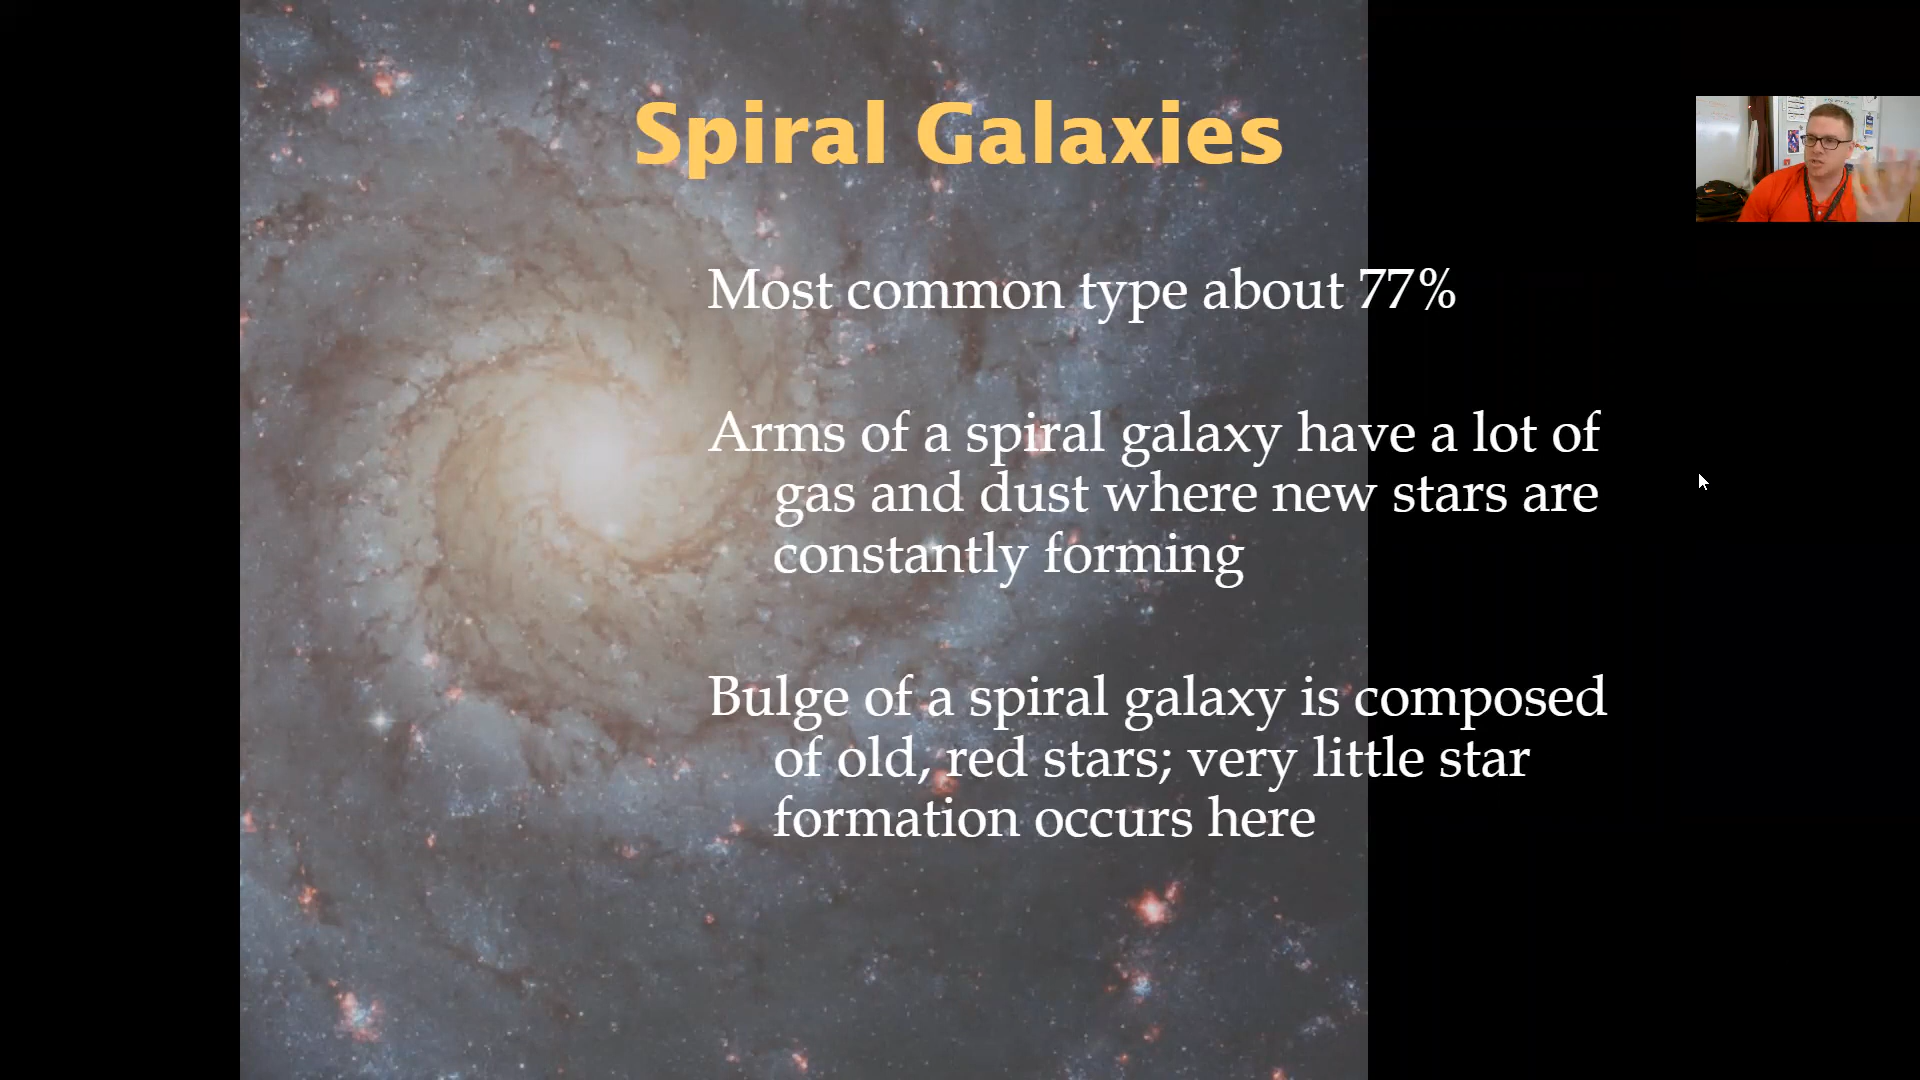 Spiral Galaxies
Most common type about 77%
Arms of a spiral galaxy have a lot of
gas and dust where new stars are
constantly forming
Bulge of a spiral galaxy is composed
of old, red stars; very little star
formation occurs here